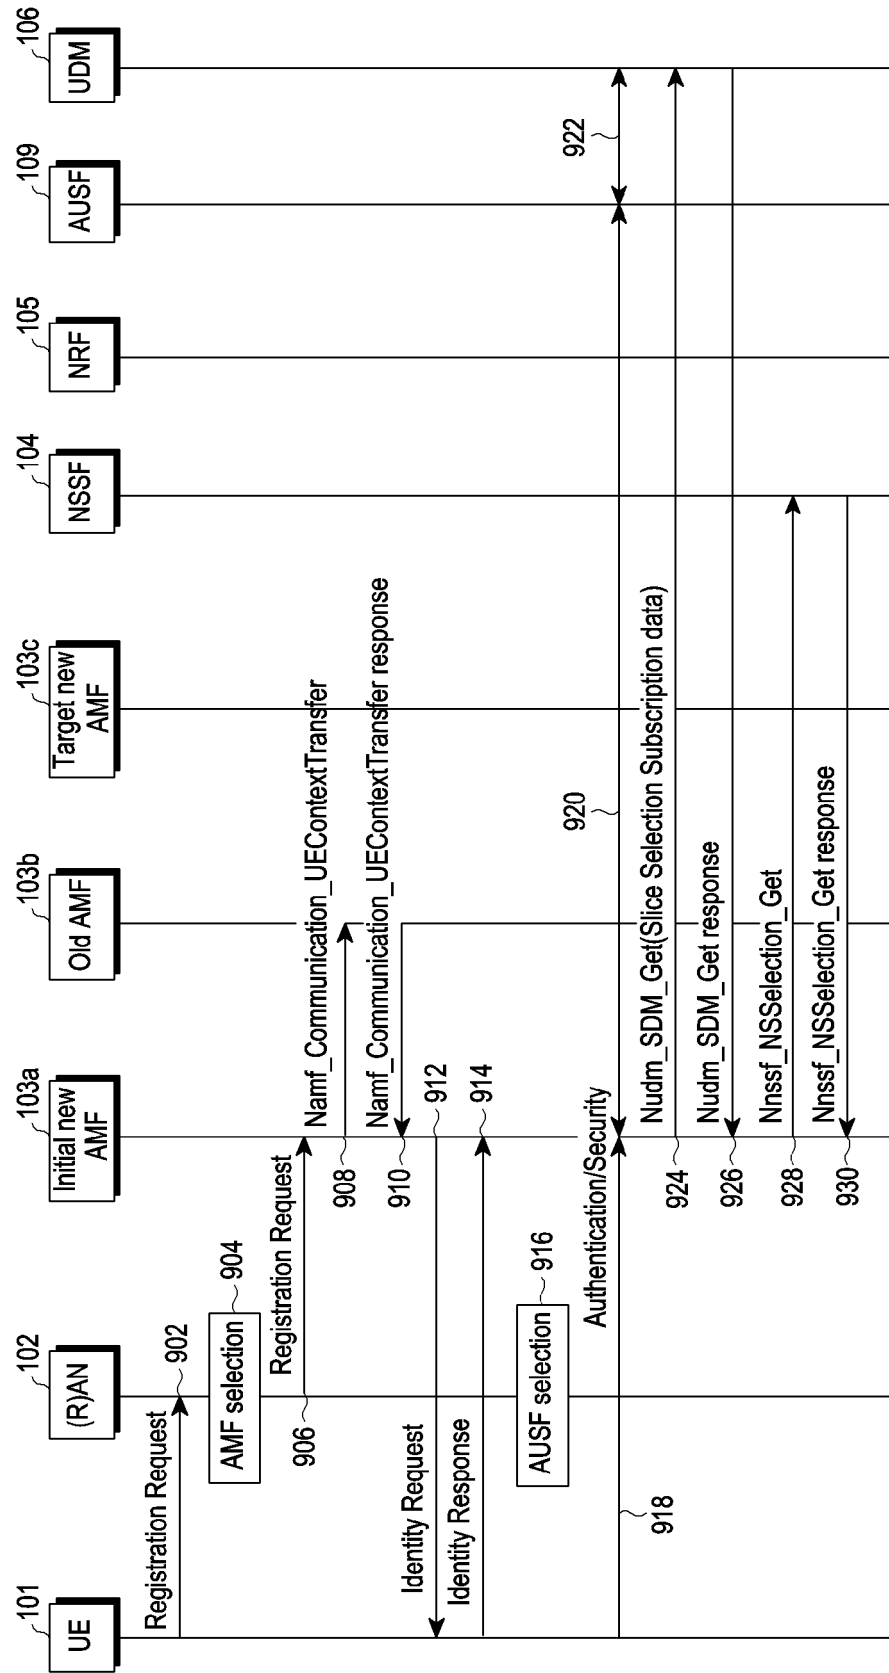 101
UE
102
(R)AN
103a
Initial new
AMF
103b
Old AMF
103c
Target new
AMF
104
NSSF
105
NRF
109
AUSF
106
UDM
Registration Request
902
AMF selection
904
Registration Request
906
Namf_Communication_UEContextTransfer
908
Namf_Communication_UEContextTransfer response
910
Identity Request
912
Identity Response
914
AUSF selection
916
Authentication/Security
918
920
922
Nudm_SDM_Get(Slice Selection Subscription data)
924
Nudm_SDM_Get response
926
Nnssf_NSSelection_Get
928
Nnssf_NSSelection_Get response
930